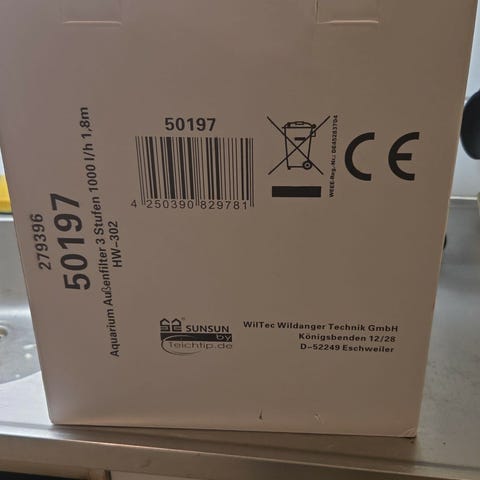 279396
50197
Aquarium Außenfilter 3 Stufen 1000 l/h 1,8m
HW-302
50197
4 250390 829781
WEEE-Reg.-Nr.: DE45283704
CE
® SUNSUN
by
Teichtip.de
WilTec Wildanger Technik GmbH
Königsbenden 12/28
D-52249 Eschweiler